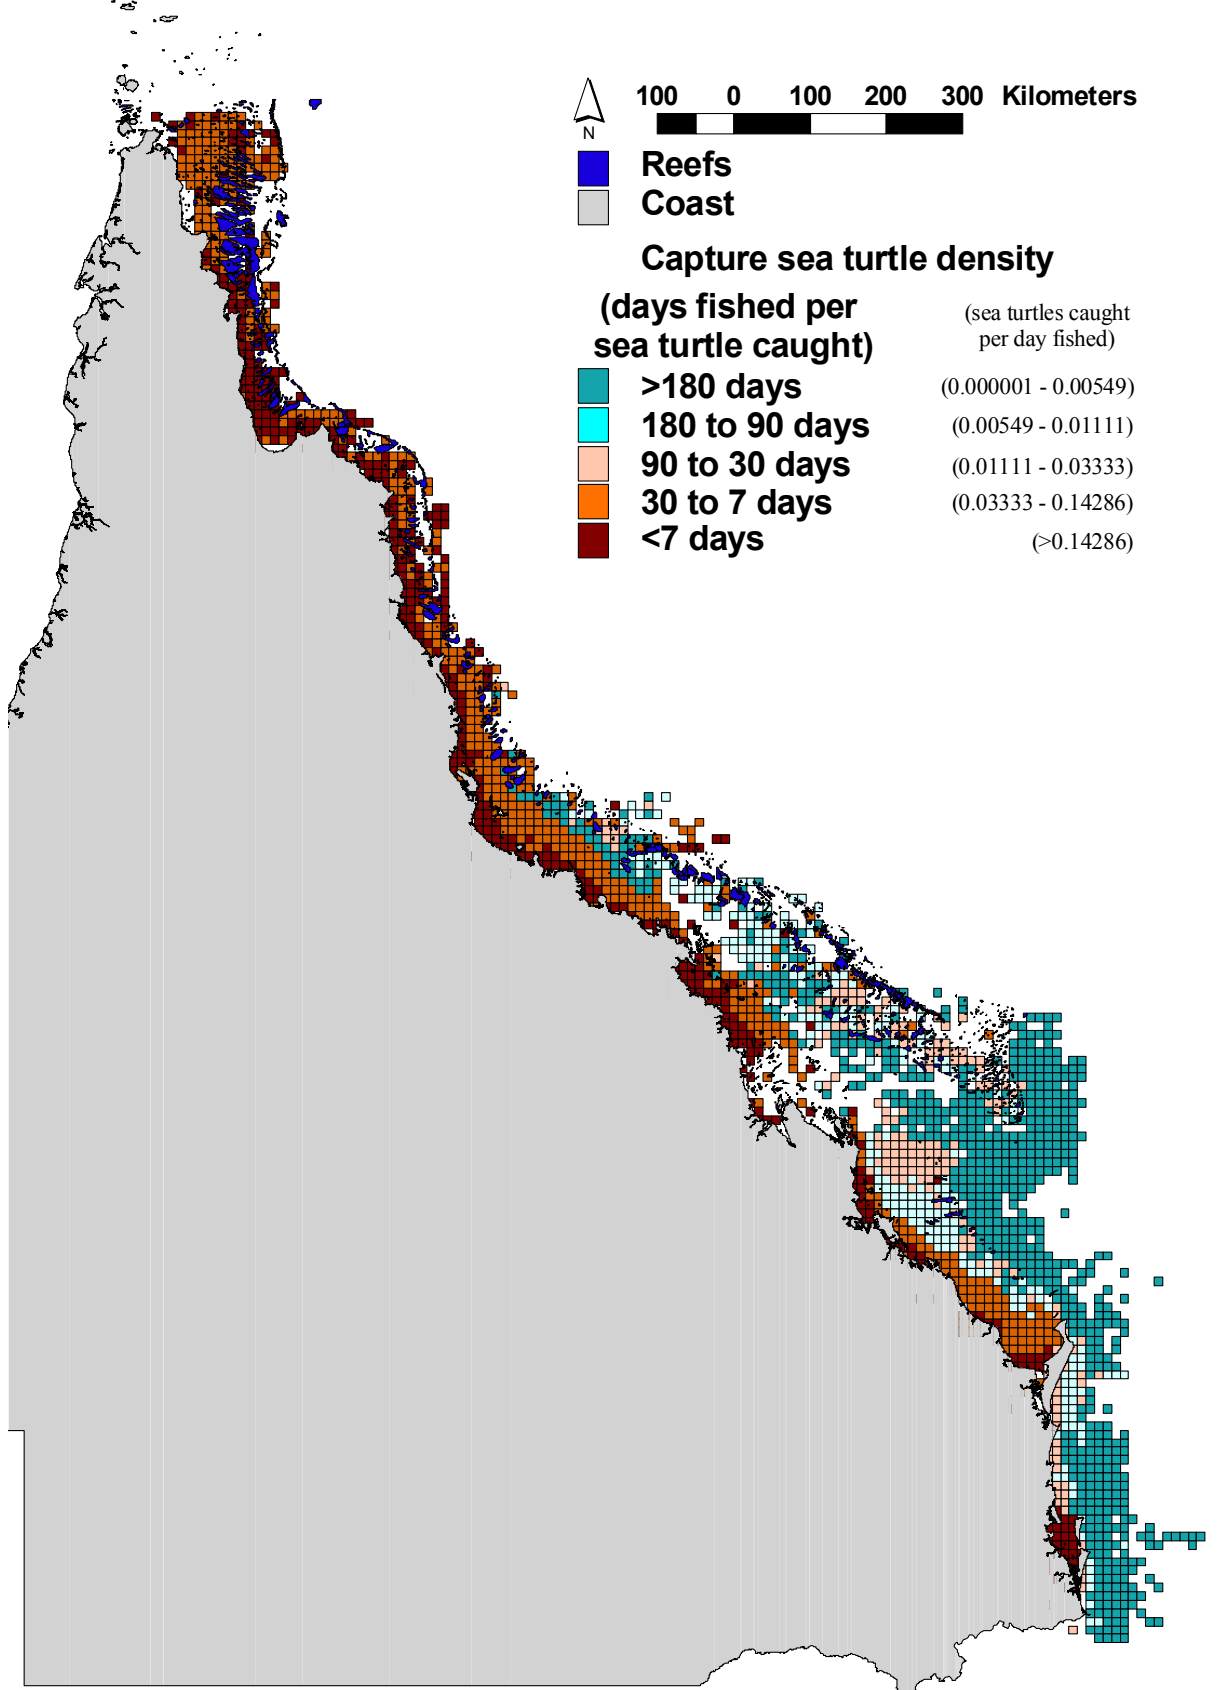 100 0 100 200 300 Kilometers
N
Reefs
Coast
Capture sea turtle density
(days fished per
sea turtle caught)
(sea turtles caught
per day fished)
>180 days (0.000001 - 0.00549)
180 to 90 days (0.00549 - 0.01111)
90 to 30 days (0.01111 - 0.03333)
30 to 7 days (0.03333 - 0.14286)
<7 days (>0.14286)